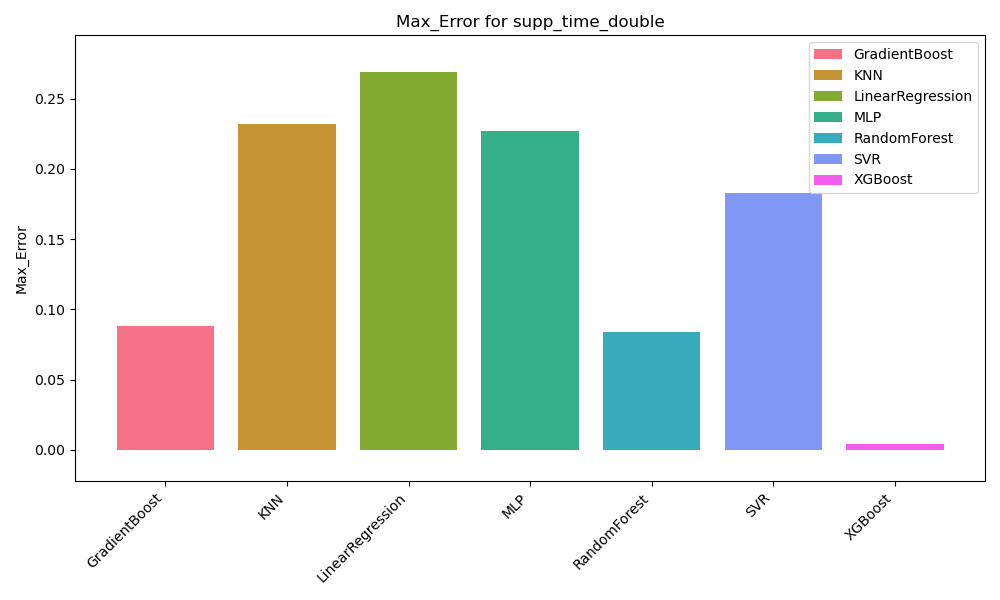 Max_Error for supp_time_double
GradientBoost
KNN
LinearRegression
MLP
RandomForest
SVR
XGBoost
Max_Error
0.25
0.20
0.15
0.10
0.05
0.00
GradientBoost
KNN
LinearRegression
MLP
RandomForest
SVR
XGBoost